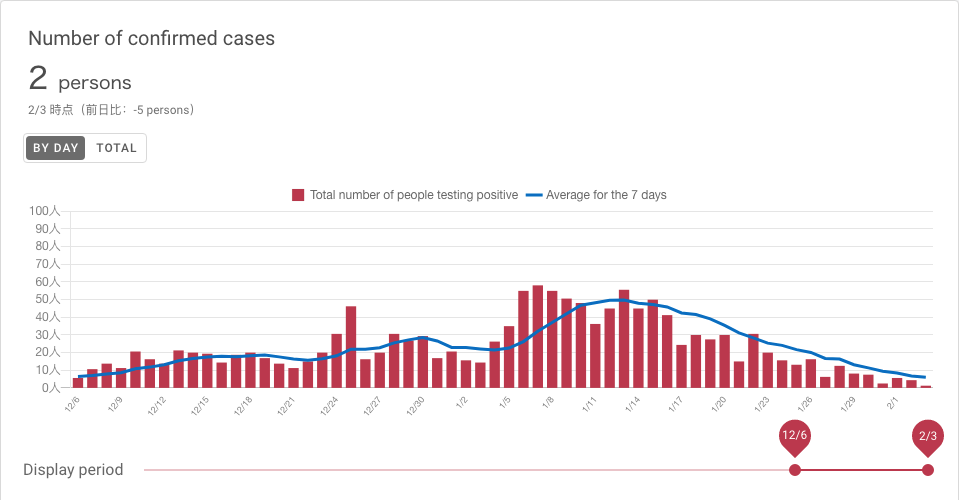 Number of confirmed cases
2 persons
2/3 時点（前日比：-5 persons）
BY DAY TOTAL
Total number of people testing positive Average for the 7 days
100人
90人
80人
70人
60人
50人
40人
30人
20人
10人
0人
12/6 12/9 12/12 12/15 12/18 12/21 12/24 12/27 12/30 1/2 1/5 1/8 1/11 1/14 1/17 1/20 1/23 1/26 1/29 2/1
12/6 2/3
Display period